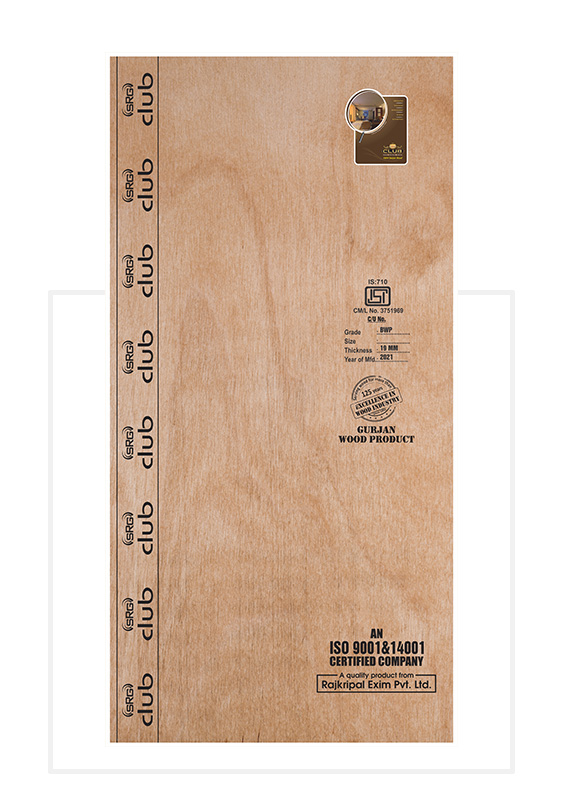 SRG
club
SRG
club
SRG
club
SRG
club
SRG
club
SRG
club
SRG
club
SRG
club
CLUB
IS:710
ISI
CM/L No. 3751969
C/U No.
Grade BWP
Size
Thickness 19 MM
Year of Mfd. 2021
125 years
EXCELLENCE IN
WOOD INDUSTRY
GURJAN
WOOD PRODUCT
AN
ISO 9001&14001
CERTIFIED COMPANY
A quality product from
Rajkripal Exim Pvt. Ltd.